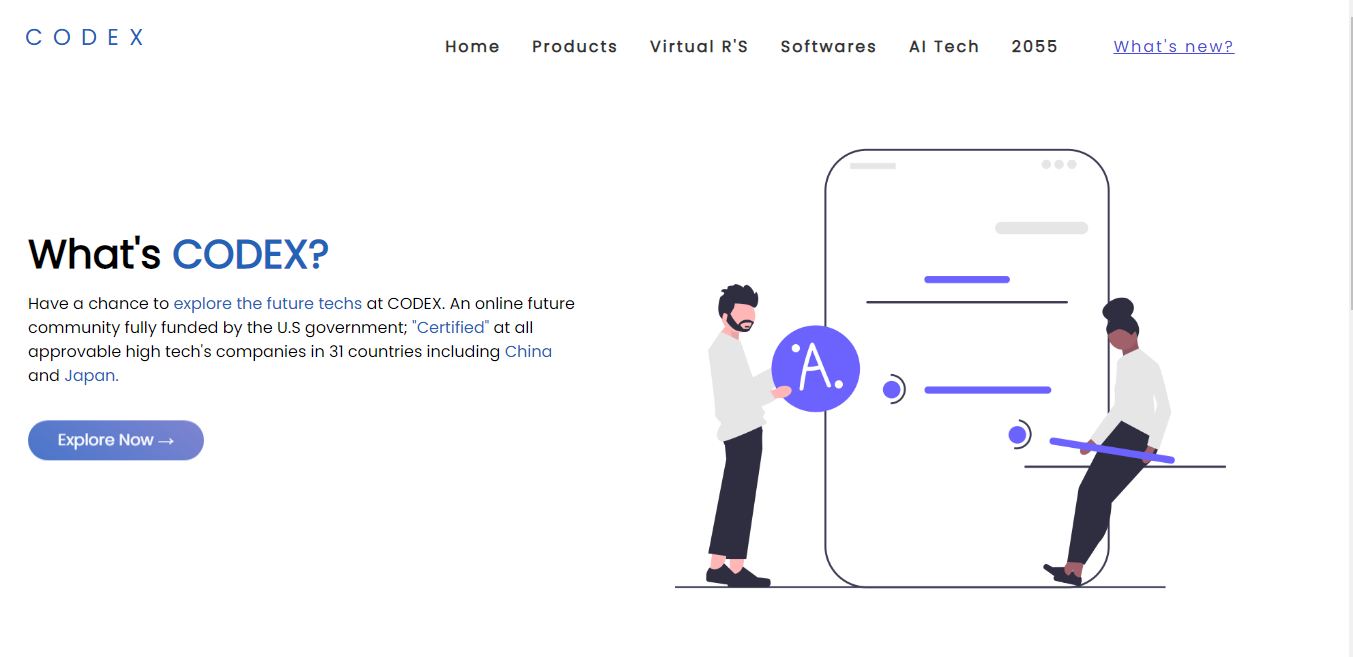 CODEX
Home Products Virtual R'S Softwares AI Tech 2055 What's new?
What's CODEX?
Have a chance to explore the future techs at CODEX. An online future
community fully funded by the U.S government; "Certified" at all
approvable high tech's companies in 31 countries including China
and Japan.
Explore Now →
A